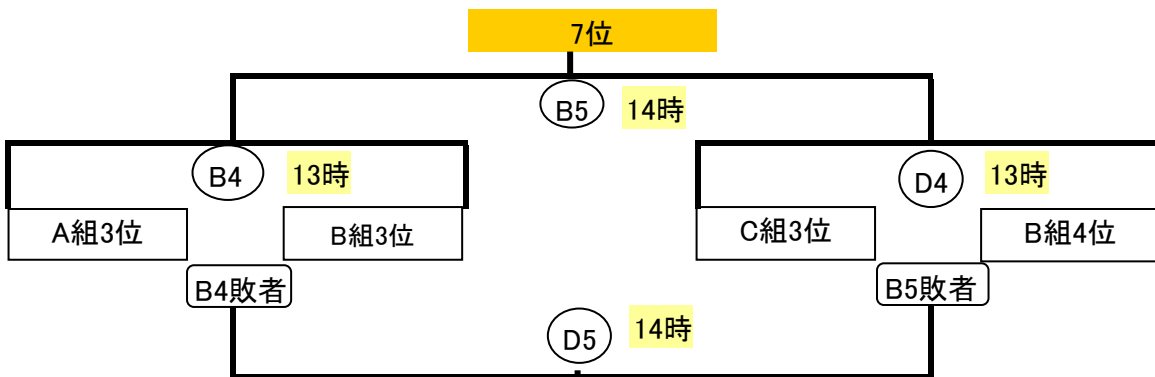 7位
B5 14時
B4 13時
D4 13時
A組3位
B組3位
C組3位
B組4位
B4敗者
B5敗者
D5 14時